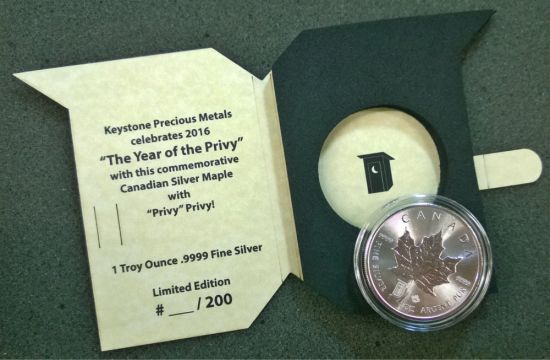 Keystone Precious Metals
celebrates 2016
“The Year of the Privy”
with this commemorative
Canadian Silver Maple
with
“Privy” Privy!
1 Troy Ounce .9999 Fine Silver
Limited Edition
# ___ / 200
CANADA